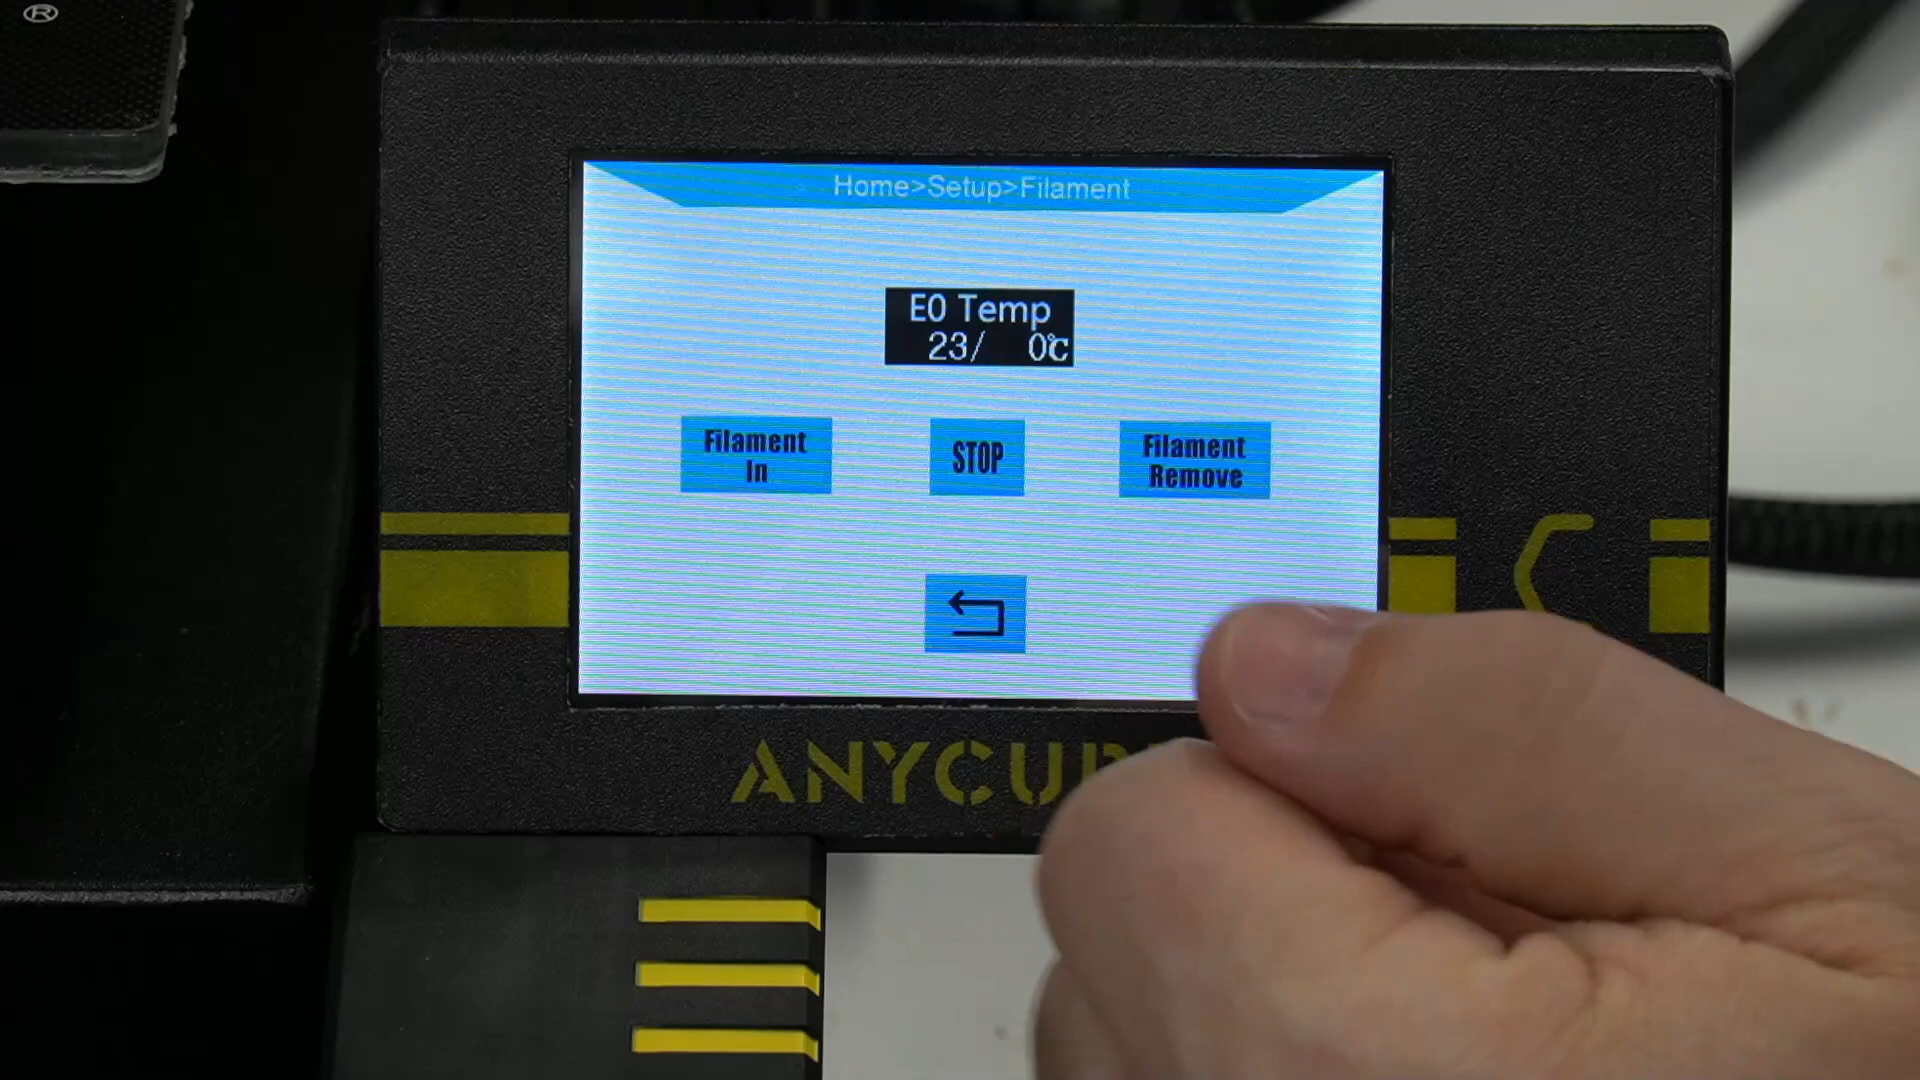 ®
Home>Setup>Filament
E0 Temp
23/ 0℃
Filament
In
STOP
Filament
Remove
ANYCU